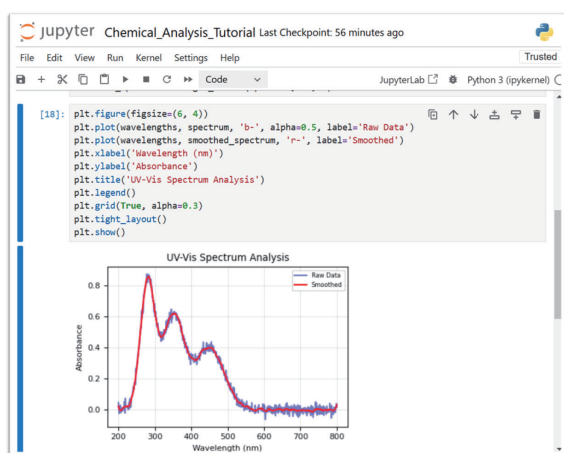 jupyter Chemical_Analysis_Tutorial Last Checkpoint: 56 minutes ago
File Edit View Run Kernel Settings Help Trusted
Code JupyterLab Python 3 (ipykernel)
[18]: plt.figure(figsize=(6, 4))
plt.plot(wavelengths, spectrum, 'b-', alpha=0.5, label='Raw Data')
plt.plot(wavelengths, smoothed_spectrum, 'r-', label='Smoothed')
plt.xlabel('Wavelength (nm)')
plt.ylabel('Absorbance')
plt.title('UV-Vis Spectrum Analysis')
plt.legend()
plt.grid(True, alpha=0.3)
plt.tight_layout()
plt.show()
UV-Vis Spectrum Analysis
Raw Data
Smoothed
Absorbance
0.8
0.6
0.4
0.2
0.0
200 300 400 500 600 700 800
Wavelength (nm)